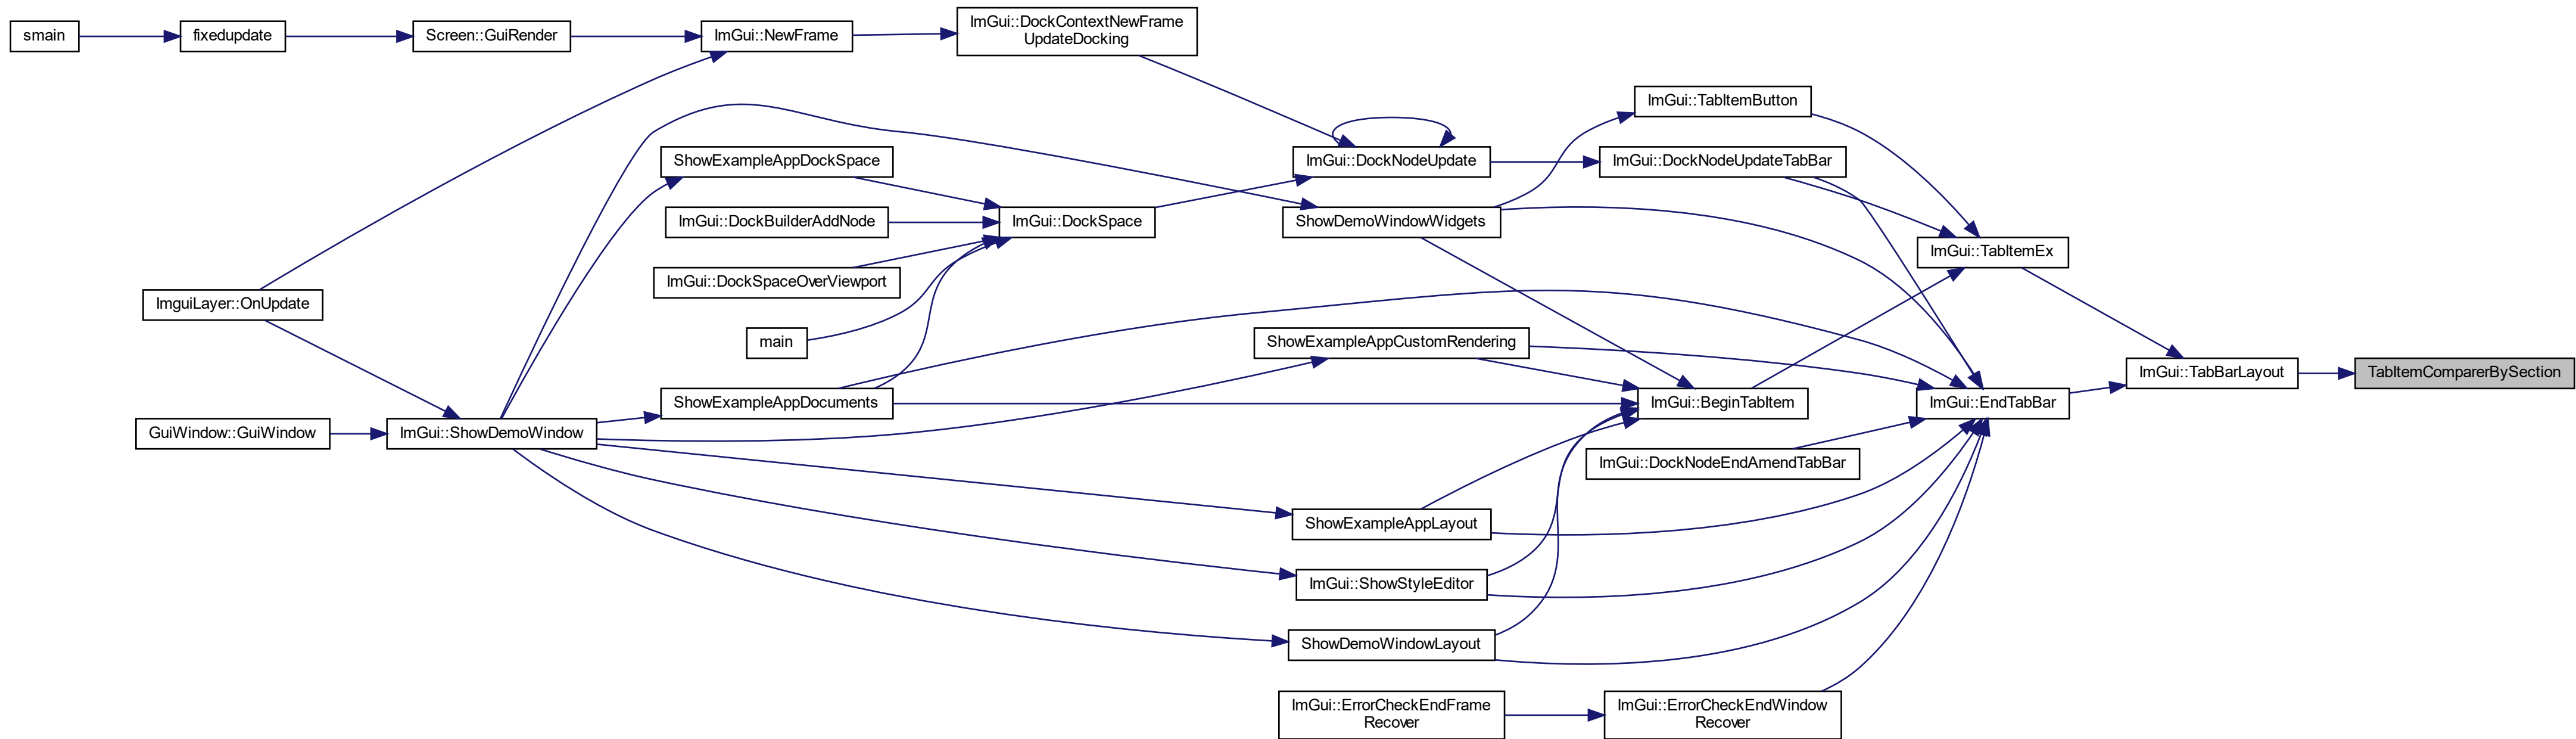 smain
fixedupdate
Screen::GuiRender
ImGui::NewFrame
ImGui::DockContextNewFrame
UpdateDocking
ImGui::TabItemButton
ShowExampleAppDockSpace
ImGui::DockNodeUpdate
ImGui::DockNodeUpdateTabBar
ImGui::DockBuilderAddNode
ImGui::DockSpace
ShowDemoWindowWidgets
ImGui::TabItemEx
ImGui::DockSpaceOverViewport
ImguiLayer::OnUpdate
main
ShowExampleAppCustomRendering
ImGui::TabBarLayout
TabItemComparerBySection
ShowExampleAppDocuments
ImGui::BeginTabItem
ImGui::EndTabBar
GuiWindow::GuiWindow
ImGui::ShowDemoWindow
ImGui::DockNodeEndAmendTabBar
ShowExampleAppLayout
ImGui::ShowStyleEditor
ShowDemoWindowLayout
ImGui::ErrorCheckEndFrame
Recover
ImGui::ErrorCheckEndWindow
Recover